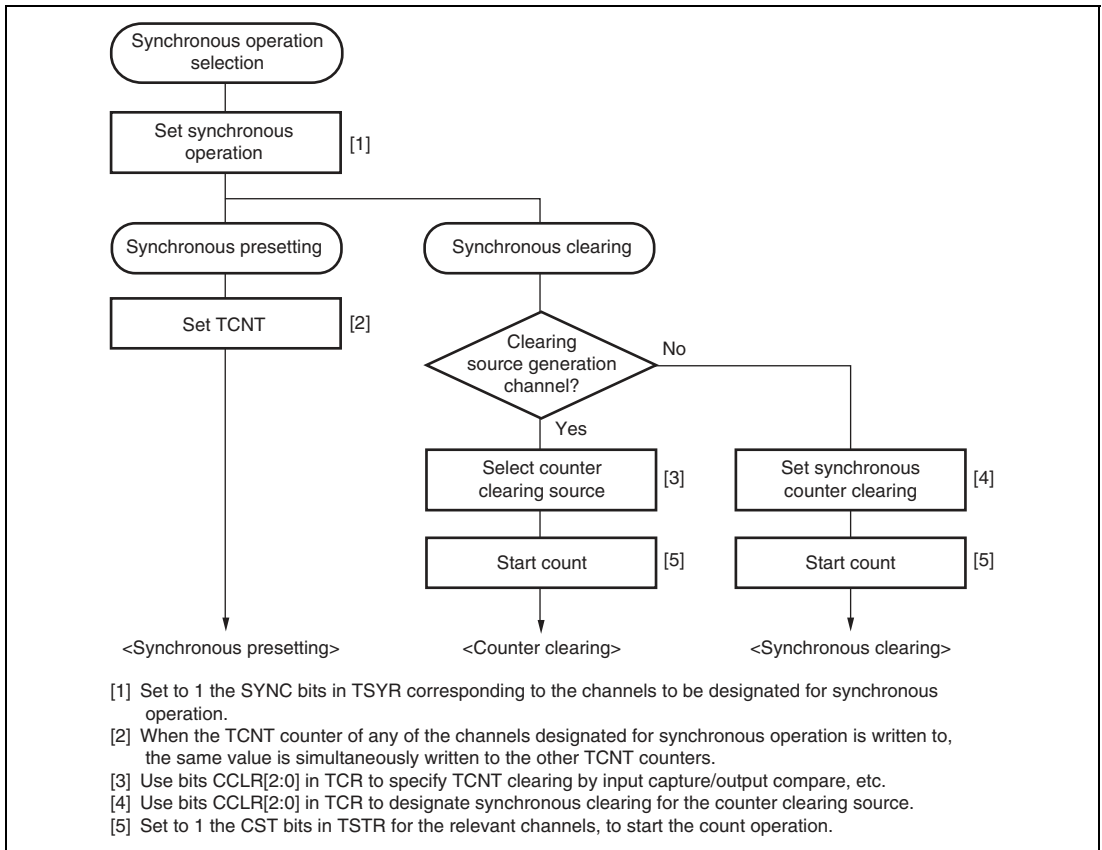 Synchronous operation
selection
Set synchronous
operation
[1]
Synchronous presetting
Synchronous clearing
Set TCNT
[2]
Clearing
source generation
channel?
No
Yes
Select counter
clearing source
[3]
Set synchronous
counter clearing
[4]
Start count
[5]
Start count
[5]
<Synchronous presetting>
<Counter clearing>
<Synchronous clearing>
[1] Set to 1 the SYNC bits in TSYR corresponding to the channels to be designated for synchronous
operation.
[2] When the TCNT counter of any of the channels designated for synchronous operation is written to,
the same value is simultaneously written to the other TCNT counters.
[3] Use bits CCLR[2:0] in TCR to specify TCNT clearing by input capture/output compare, etc.
[4] Use bits CCLR[2:0] in TCR to designate synchronous clearing for the counter clearing source.
[5] Set to 1 the CST bits in TSTR for the relevant channels, to start the count operation.